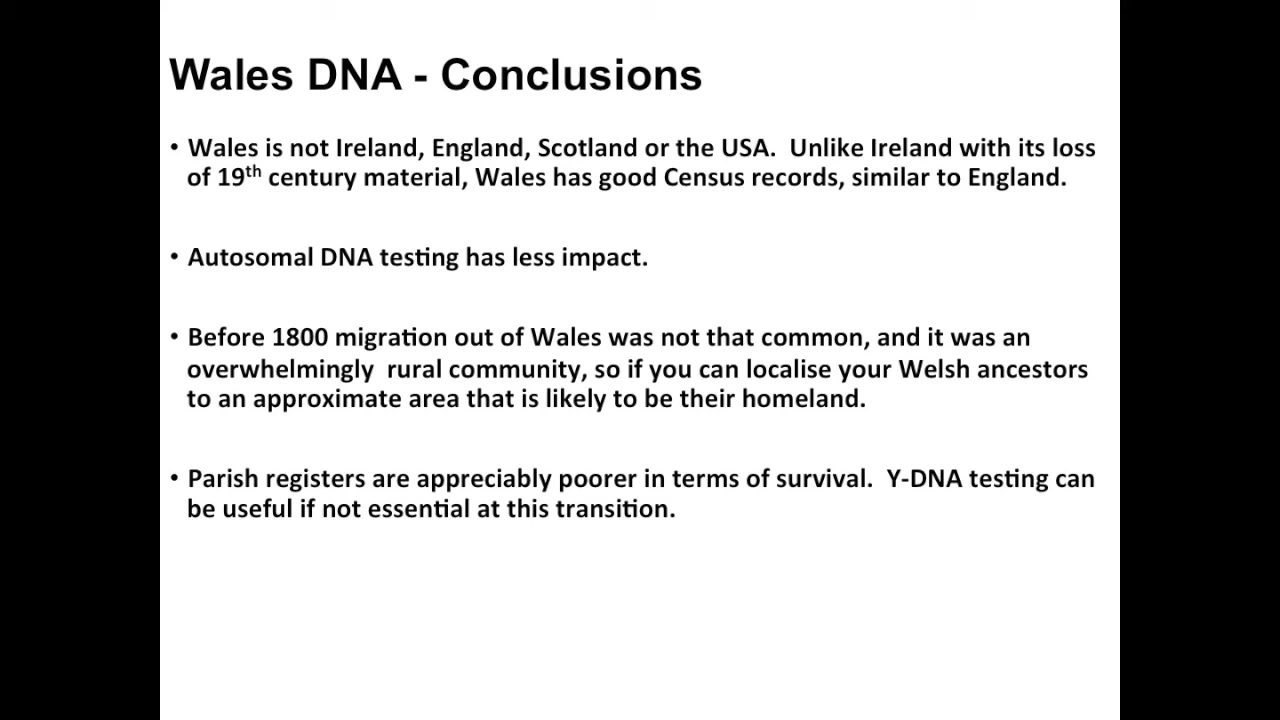 Wales DNA - Conclusions
• Wales is not Ireland, England, Scotland or the USA.  Unlike Ireland with its loss
of 19th century material, Wales has good Census records, similar to England.
• Autosomal DNA testing has less impact.
• Before 1800 migration out of Wales was not that common, and it was an
overwhelmingly  rural community, so if you can localise your Welsh ancestors
to an approximate area that is likely to be their homeland.
• Parish registers are appreciably poorer in terms of survival.  Y-DNA testing can
be useful if not essential at this transition.